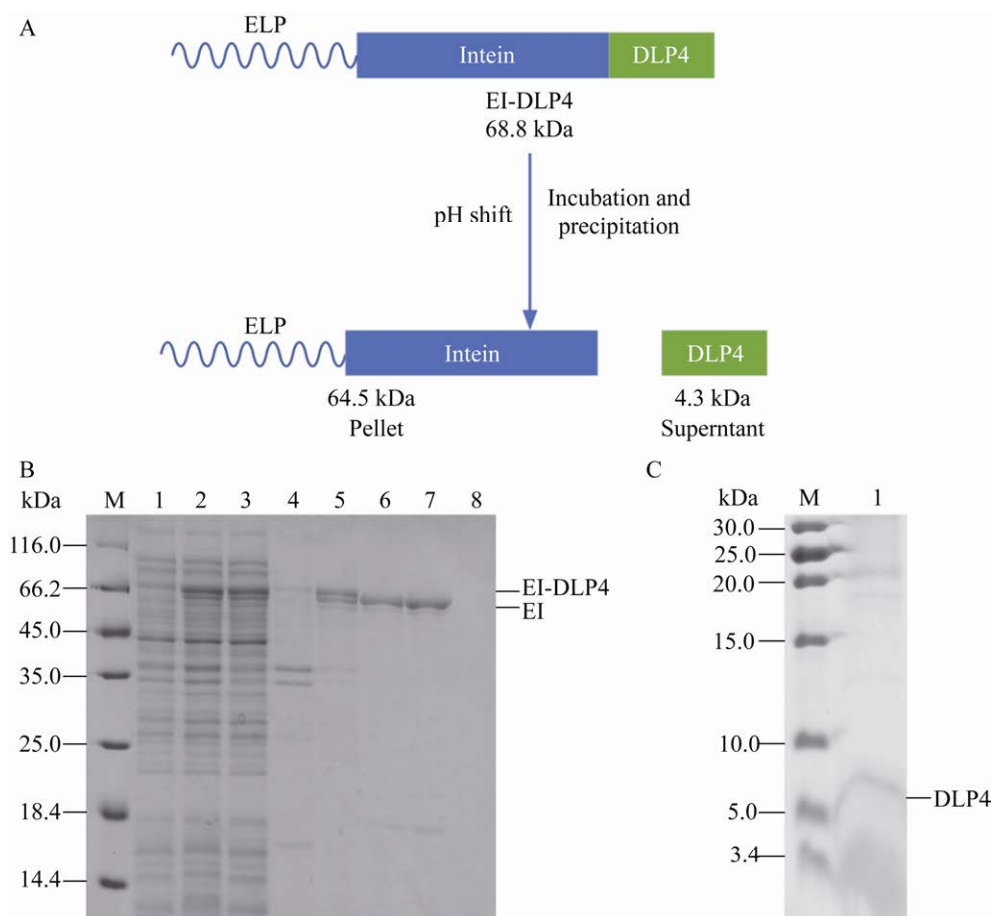 A
ELP
Intein
DLP4
EI-DLP4
68.8 kDa
pH shift
Incubation and
precipitation
ELP
Intein
DLP4
64.5 kDa
4.3 kDa
Pellet
Superntant
B
kDa M 1 2 3 4 5 6 7 8
116.0
66.2
45.0
35.0
25.0
18.4
14.4
EI-DLP4
EI
C
kDa M 1
30.0
25.0
20.0
15.0
10.0
5.0
3.4
DLP4